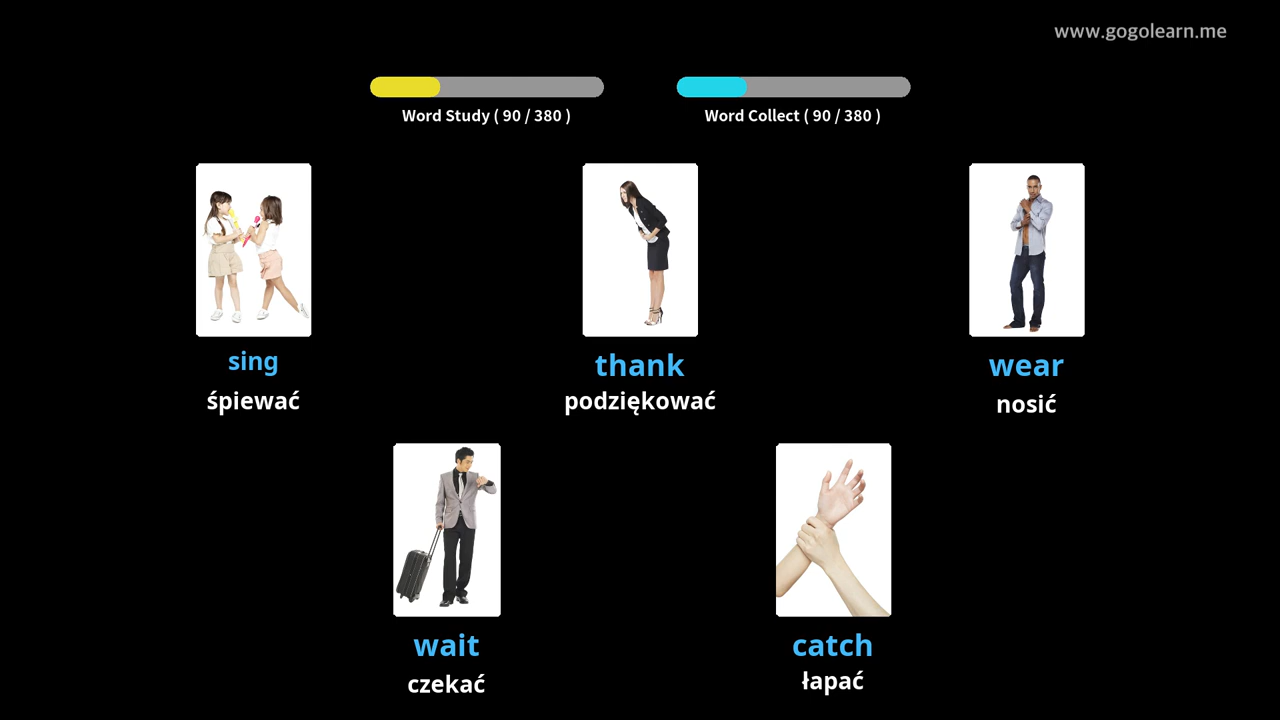 www.gogolearn.me
Word Study ( 90 / 380 )
Word Collect ( 90 / 380 )
sing
śpiewać
thank
podziękować
wear
nosić
wait
czekać
catch
łapać